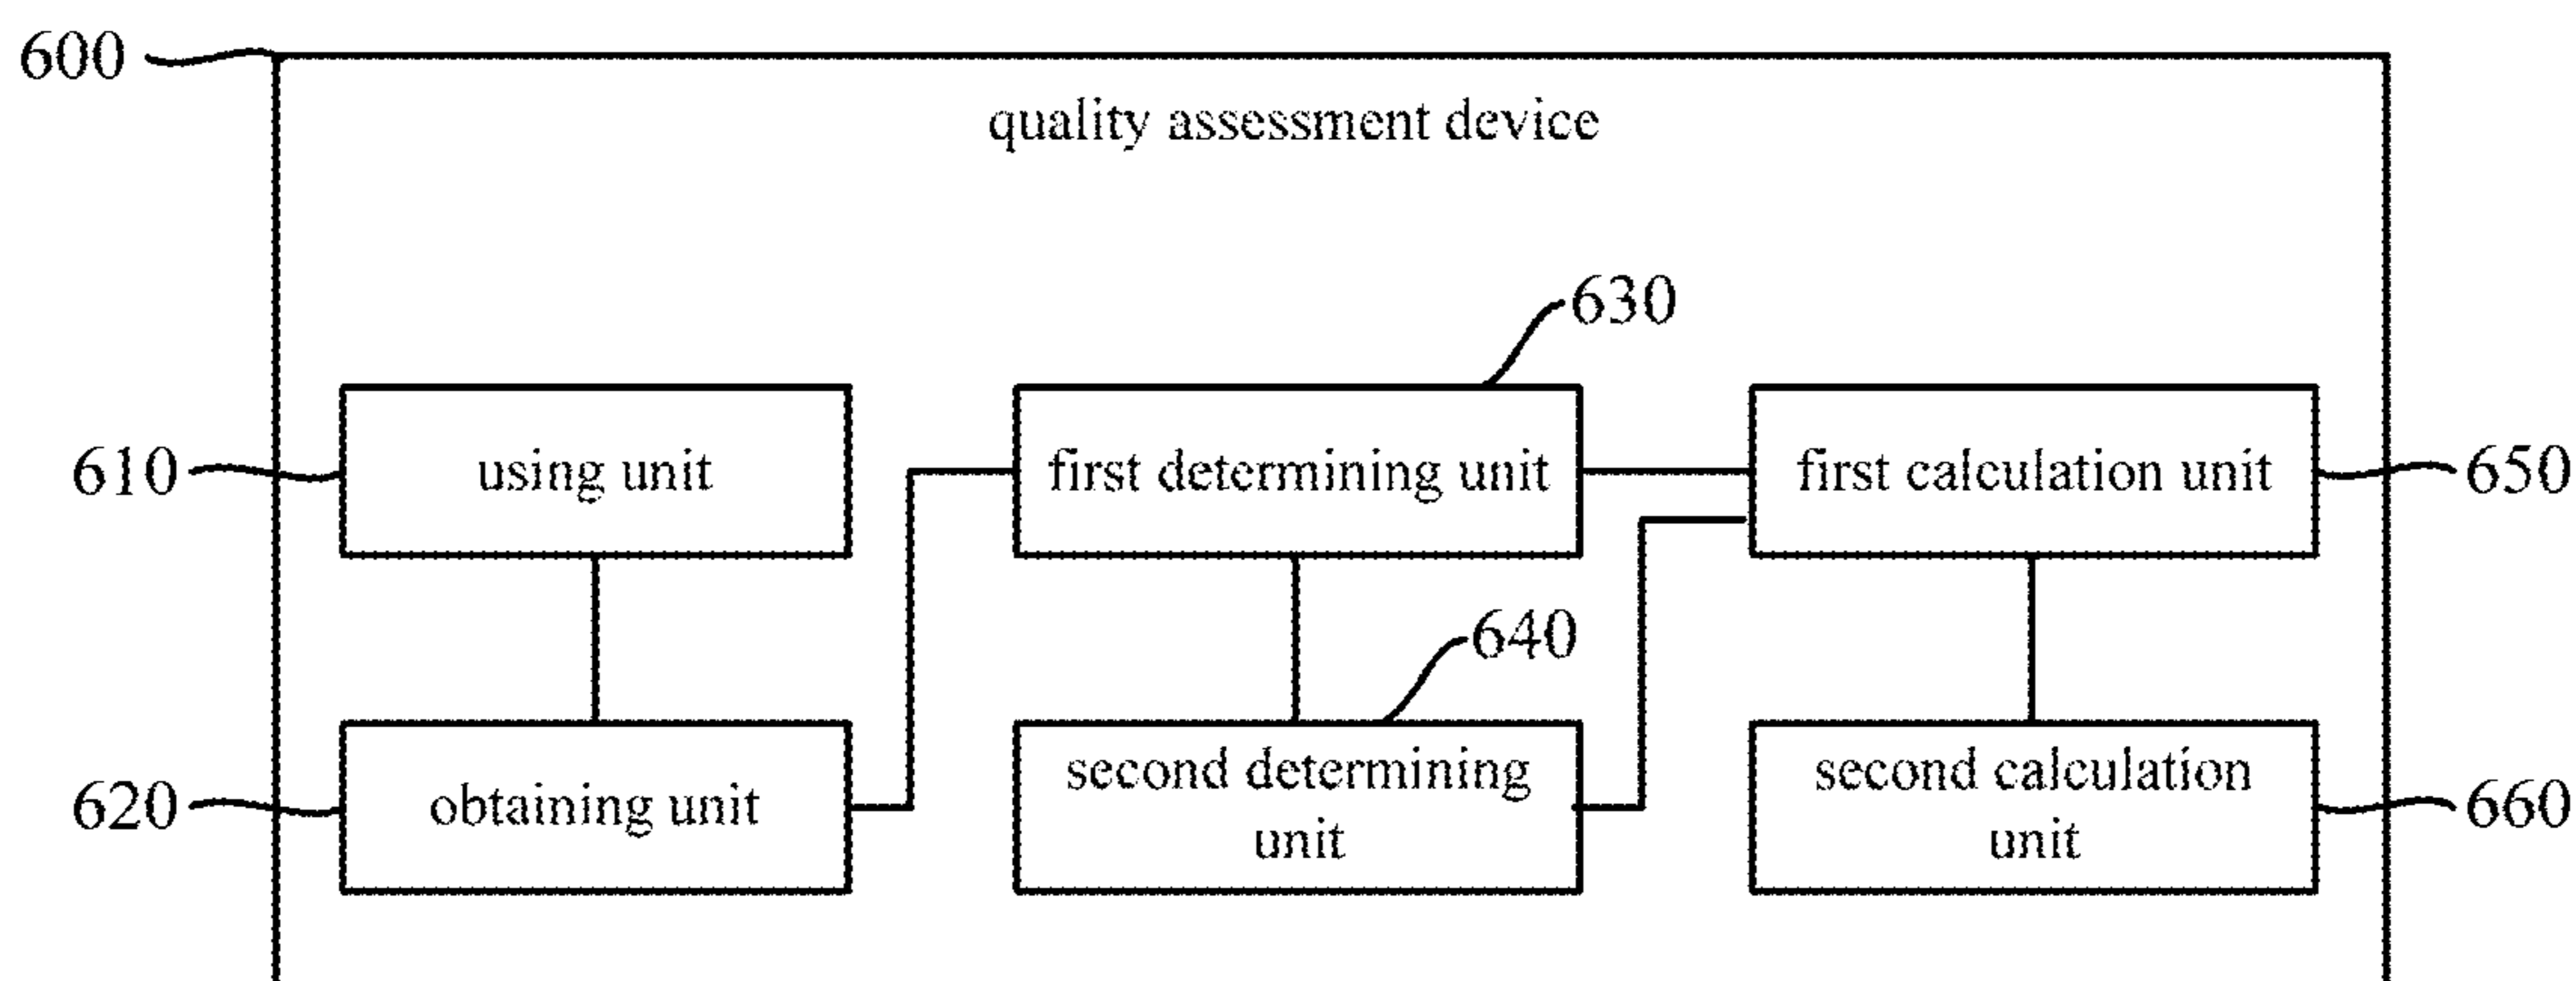 600
quality assessment device
630
610
using unit
first determining unit
first calculation unit
650
640
620
obtaining unit
second determining
unit
second calculation
unit
660